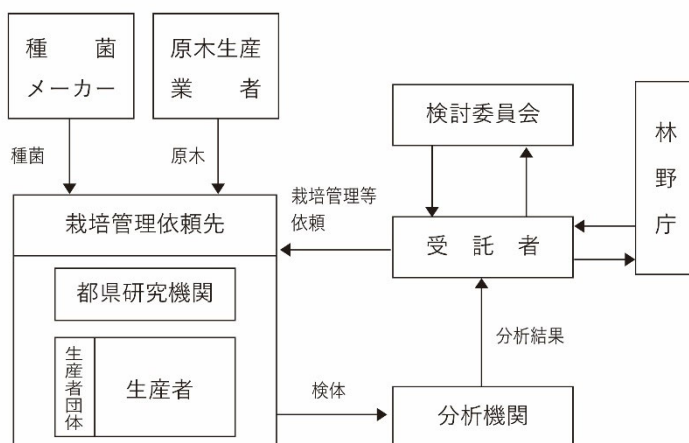 種菌
メーカー
原木生産
業者
検討委員会
林野庁
種菌
原木
栽培管理等
依頼
栽培管理依頼先
受託者
都県研究機関
分析結果
生産者団体
生産者
検体
分析機関